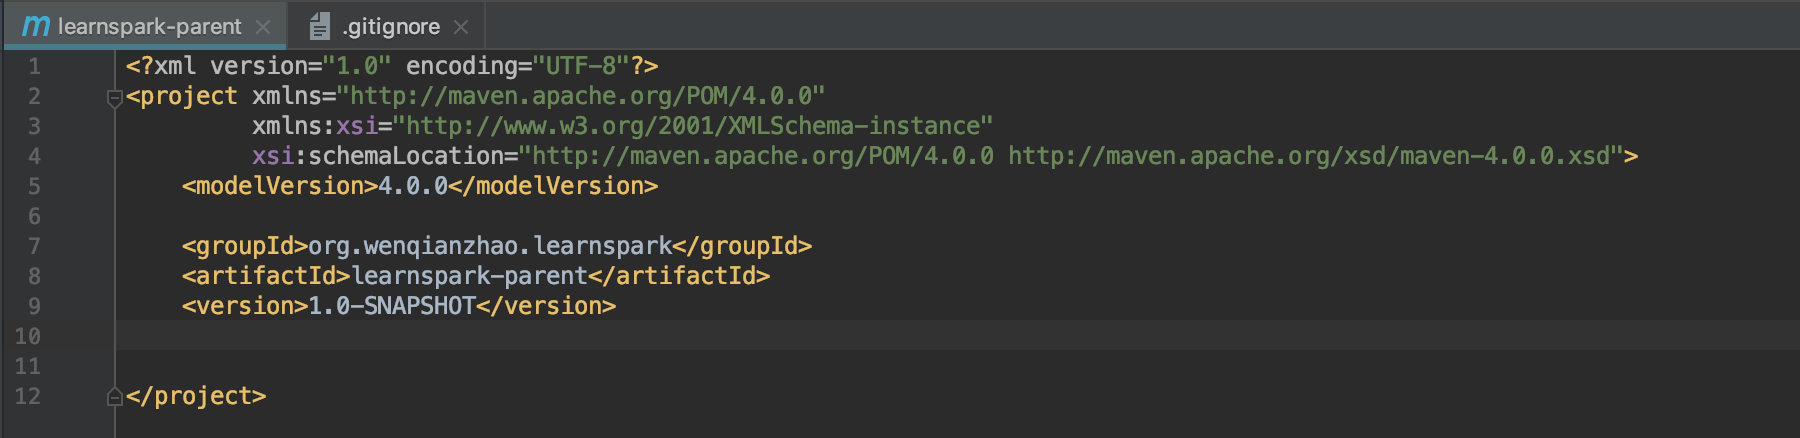 learnspark-parent .gitignore
1 <?xml version="1.0" encoding="UTF-8"?>
2 <project xmlns="http://maven.apache.org/POM/4.0.0"
3 xmlns:xsi="http://www.w3.org/2001/XMLSchema-instance"
4 xsi:schemaLocation="http://maven.apache.org/POM/4.0.0 http://maven.apache.org/xsd/maven-4.0.0.xsd">
5 <modelVersion>4.0.0</modelVersion>
6
7 <groupId>org.wenqianzhao.learnspark</groupId>
8 <artifactId>learnspark-parent</artifactId>
9 <version>1.0-SNAPSHOT</version>
10
11
12 </project>